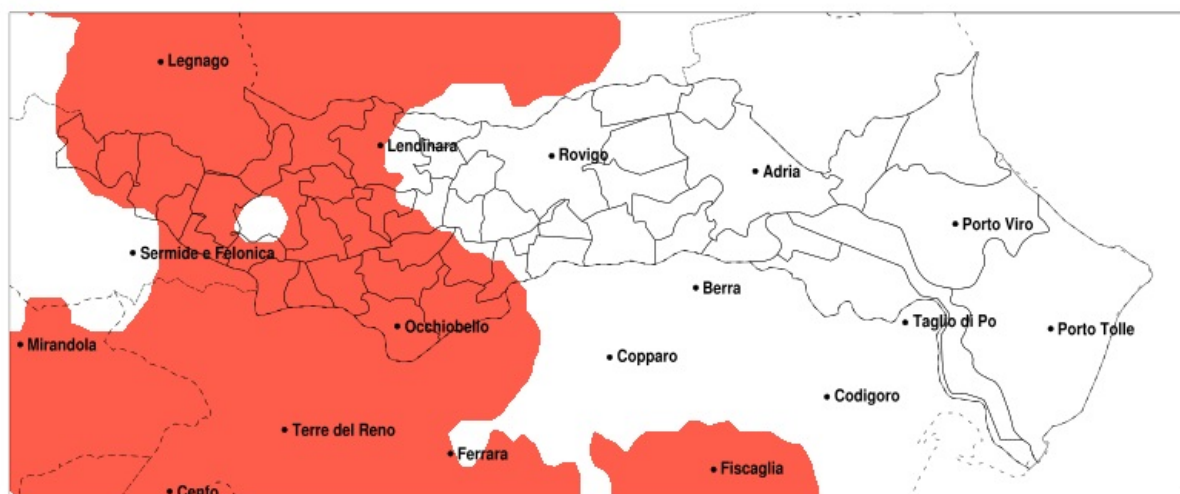 Legnago
Lendinara
Rovigo
Adria
Porto Viro
Sermide e Felonica
Berra
Occhiobello
Taglio di Po
Porto Tolle
Mirandola
Copparo
Codigoro
Terre del Reno
Ferrara
Fiscaglia
Cento